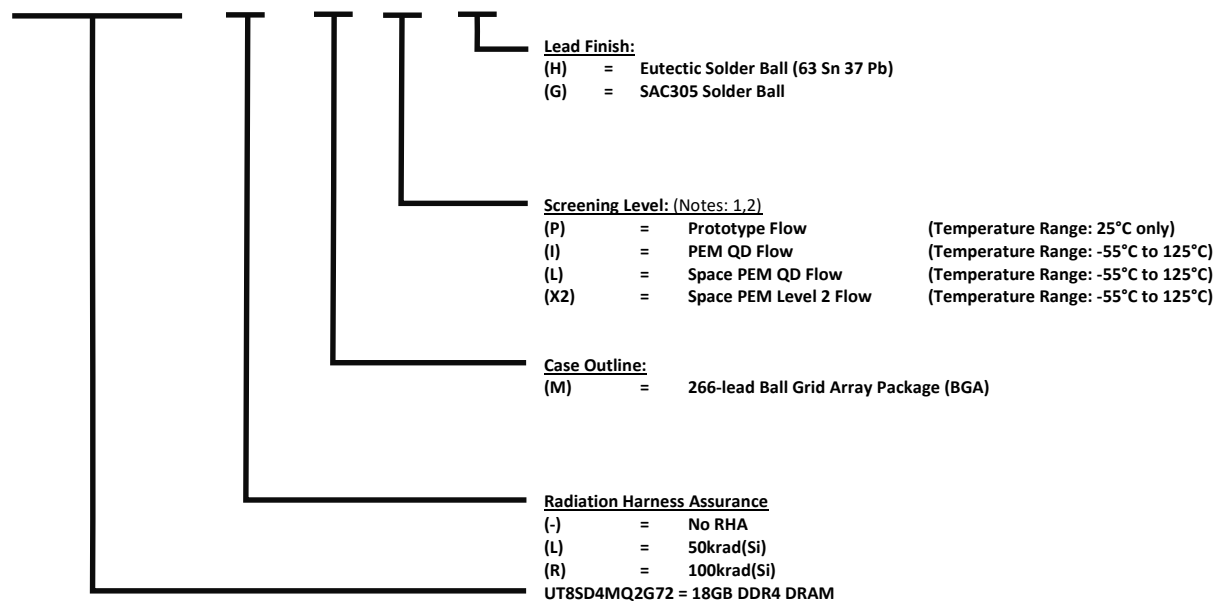 Lead Finish:
(H) = Eutectic Solder Ball (63 Sn 37 Pb)
(G) = SAC305 Solder Ball
Screening Level: (Notes: 1,2)
(P) = Prototype Flow (Temperature Range: 25°C only)
(I) = PEM QD Flow (Temperature Range: -55°C to 125°C)
(L) = Space PEM QD Flow (Temperature Range: -55°C to 125°C)
(X2) = Space PEM Level 2 Flow (Temperature Range: -55°C to 125°C)
Case Outline:
(M) = 266-lead Ball Grid Array Package (BGA)
Radiation Harness Assurance
(-) = No RHA
(L) = 50krad(Si)
(R) = 100krad(Si)
UT8SD4MQ2G72 = 18GB DDR4 DRAM